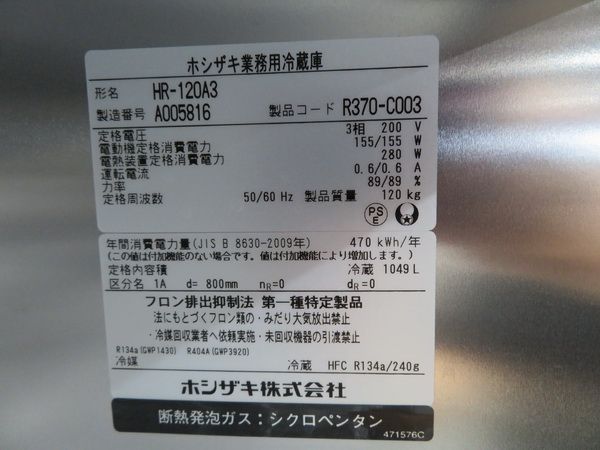 ホシザキ業務用冷蔵庫
形名 HR-120A3
製造番号 A005816 製品コード R370-C003
定格電圧 3相 200 V
電動機定格消費電力 155/155 W
電熱装置定格消費電力 280 W
運転電流 0.6/0.6 A
力率 89/89 %
定格周波数 50/60 Hz 製品質量 120 kg
PS
E
年間消費電力量(JIS B 8630-2009年) 470 kWh/年
(この値は付加機能のない場合です。値は付加機能により増加します。)
定格内容積 冷蔵 1049 L
区分名 1A d= 800mm nR=0 dR=0
フロン排出抑制法 第一種特定製品
・法にもとづくフロン類の・みだり大気放出禁止
・冷媒回収業者へ依頼実施・未回収機器の引渡禁止
R134a(GWP1430) R404A(GWP3920)
冷媒 冷蔵 HFC R134a/240g
ホシザキ株式会社
断熱発泡ガス：シクロペンタン
471576C